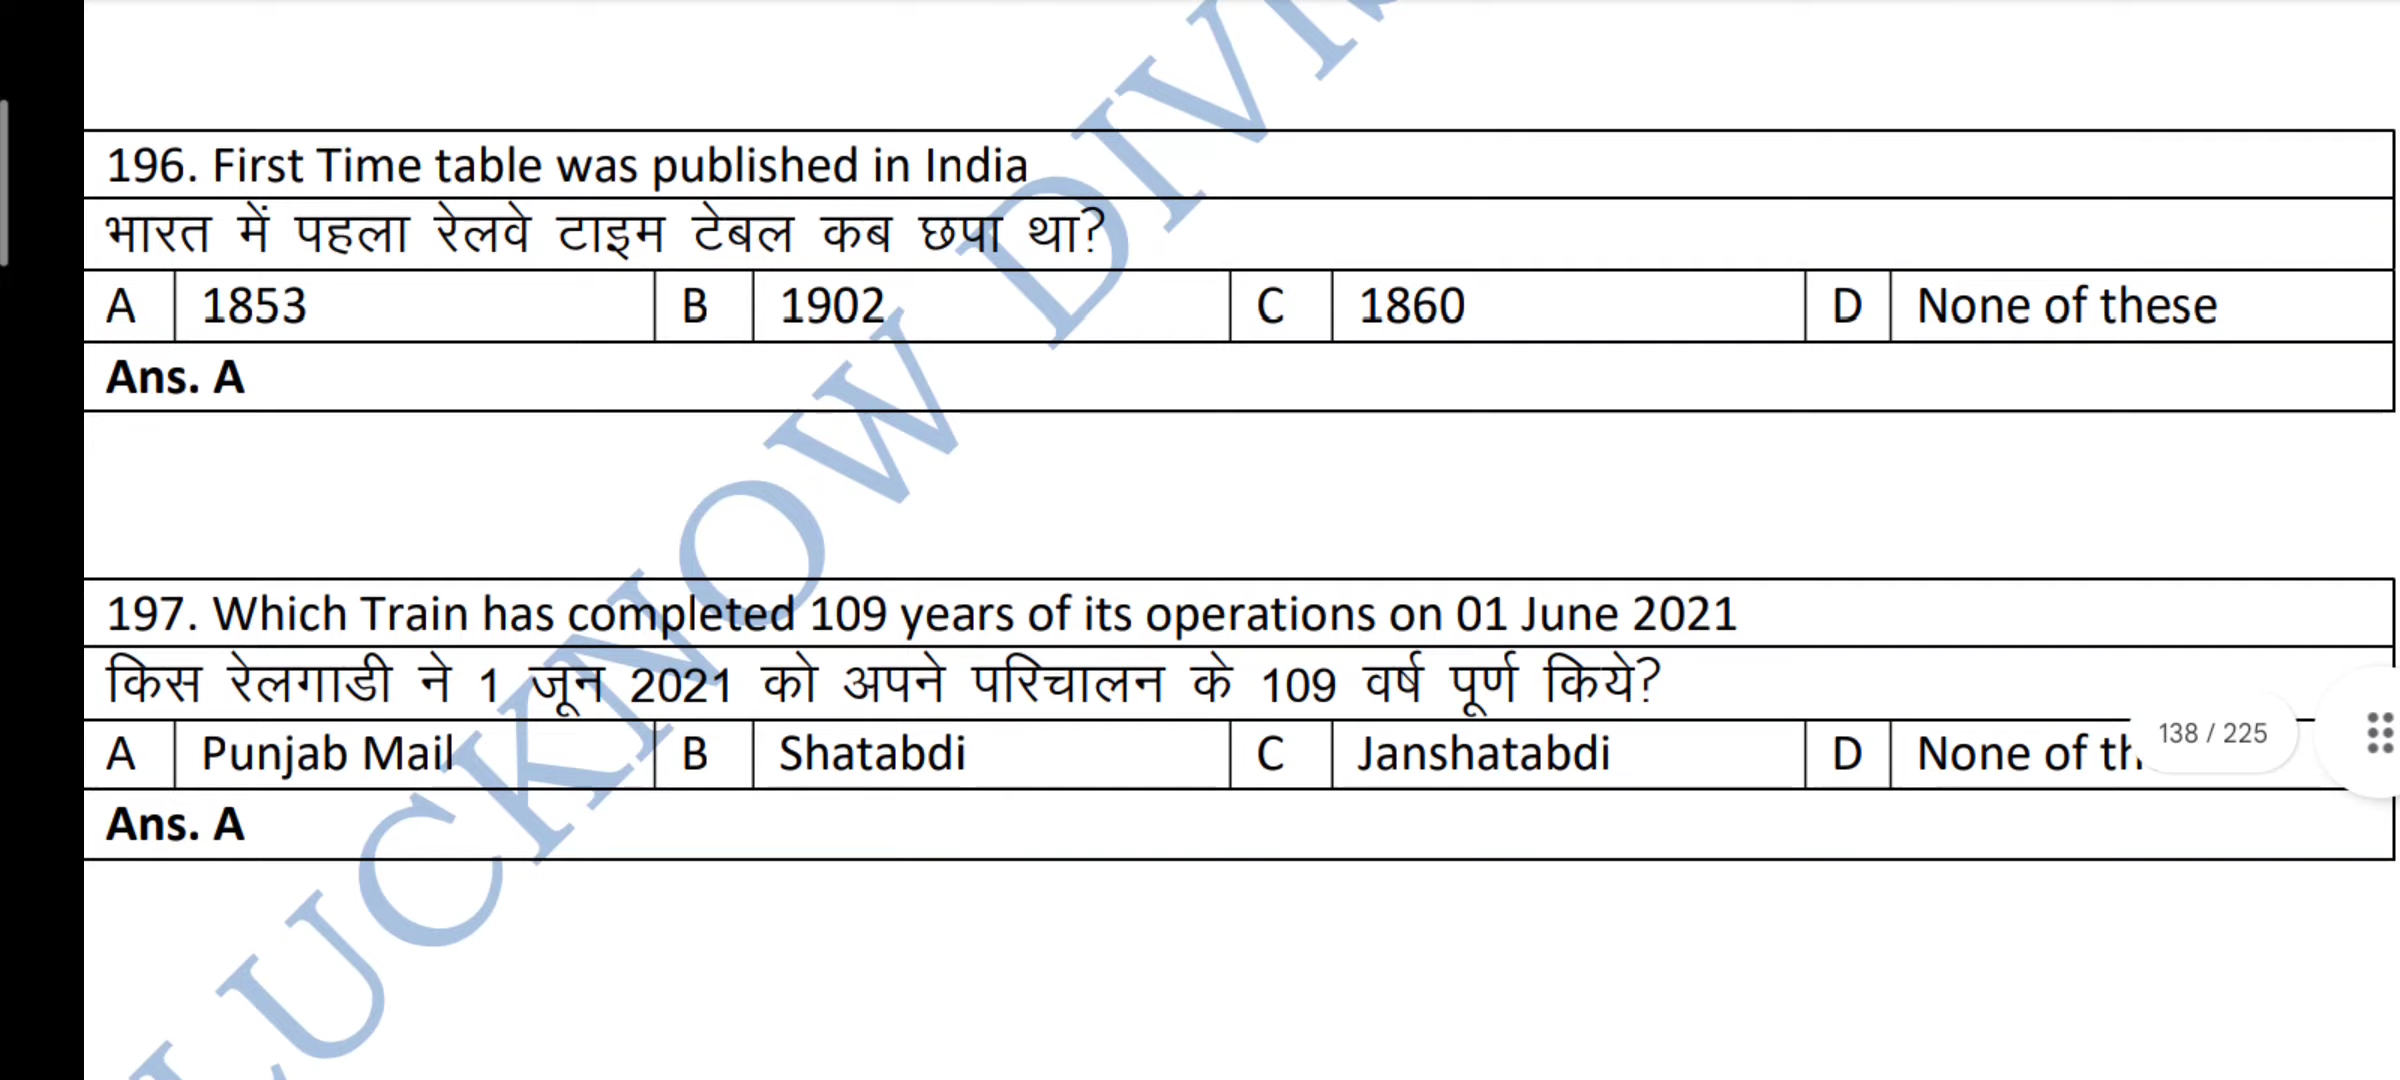 196. First Time table was published in India
भारत में पहला रेलवे टाइम टेबल कब छपा था?
A 1853 B 1902 C 1860 D None of these
Ans. A
197. Which Train has completed 109 years of its operations on 01 June 2021
किस रेलगाडी ने 1 जून 2021 को अपने परिचालन के 109 वर्ष पूर्ण किये?
A Punjab Mail B Shatabdi C Janshatabdi D None of
138 / 225
Ans. A
LUCKNOW